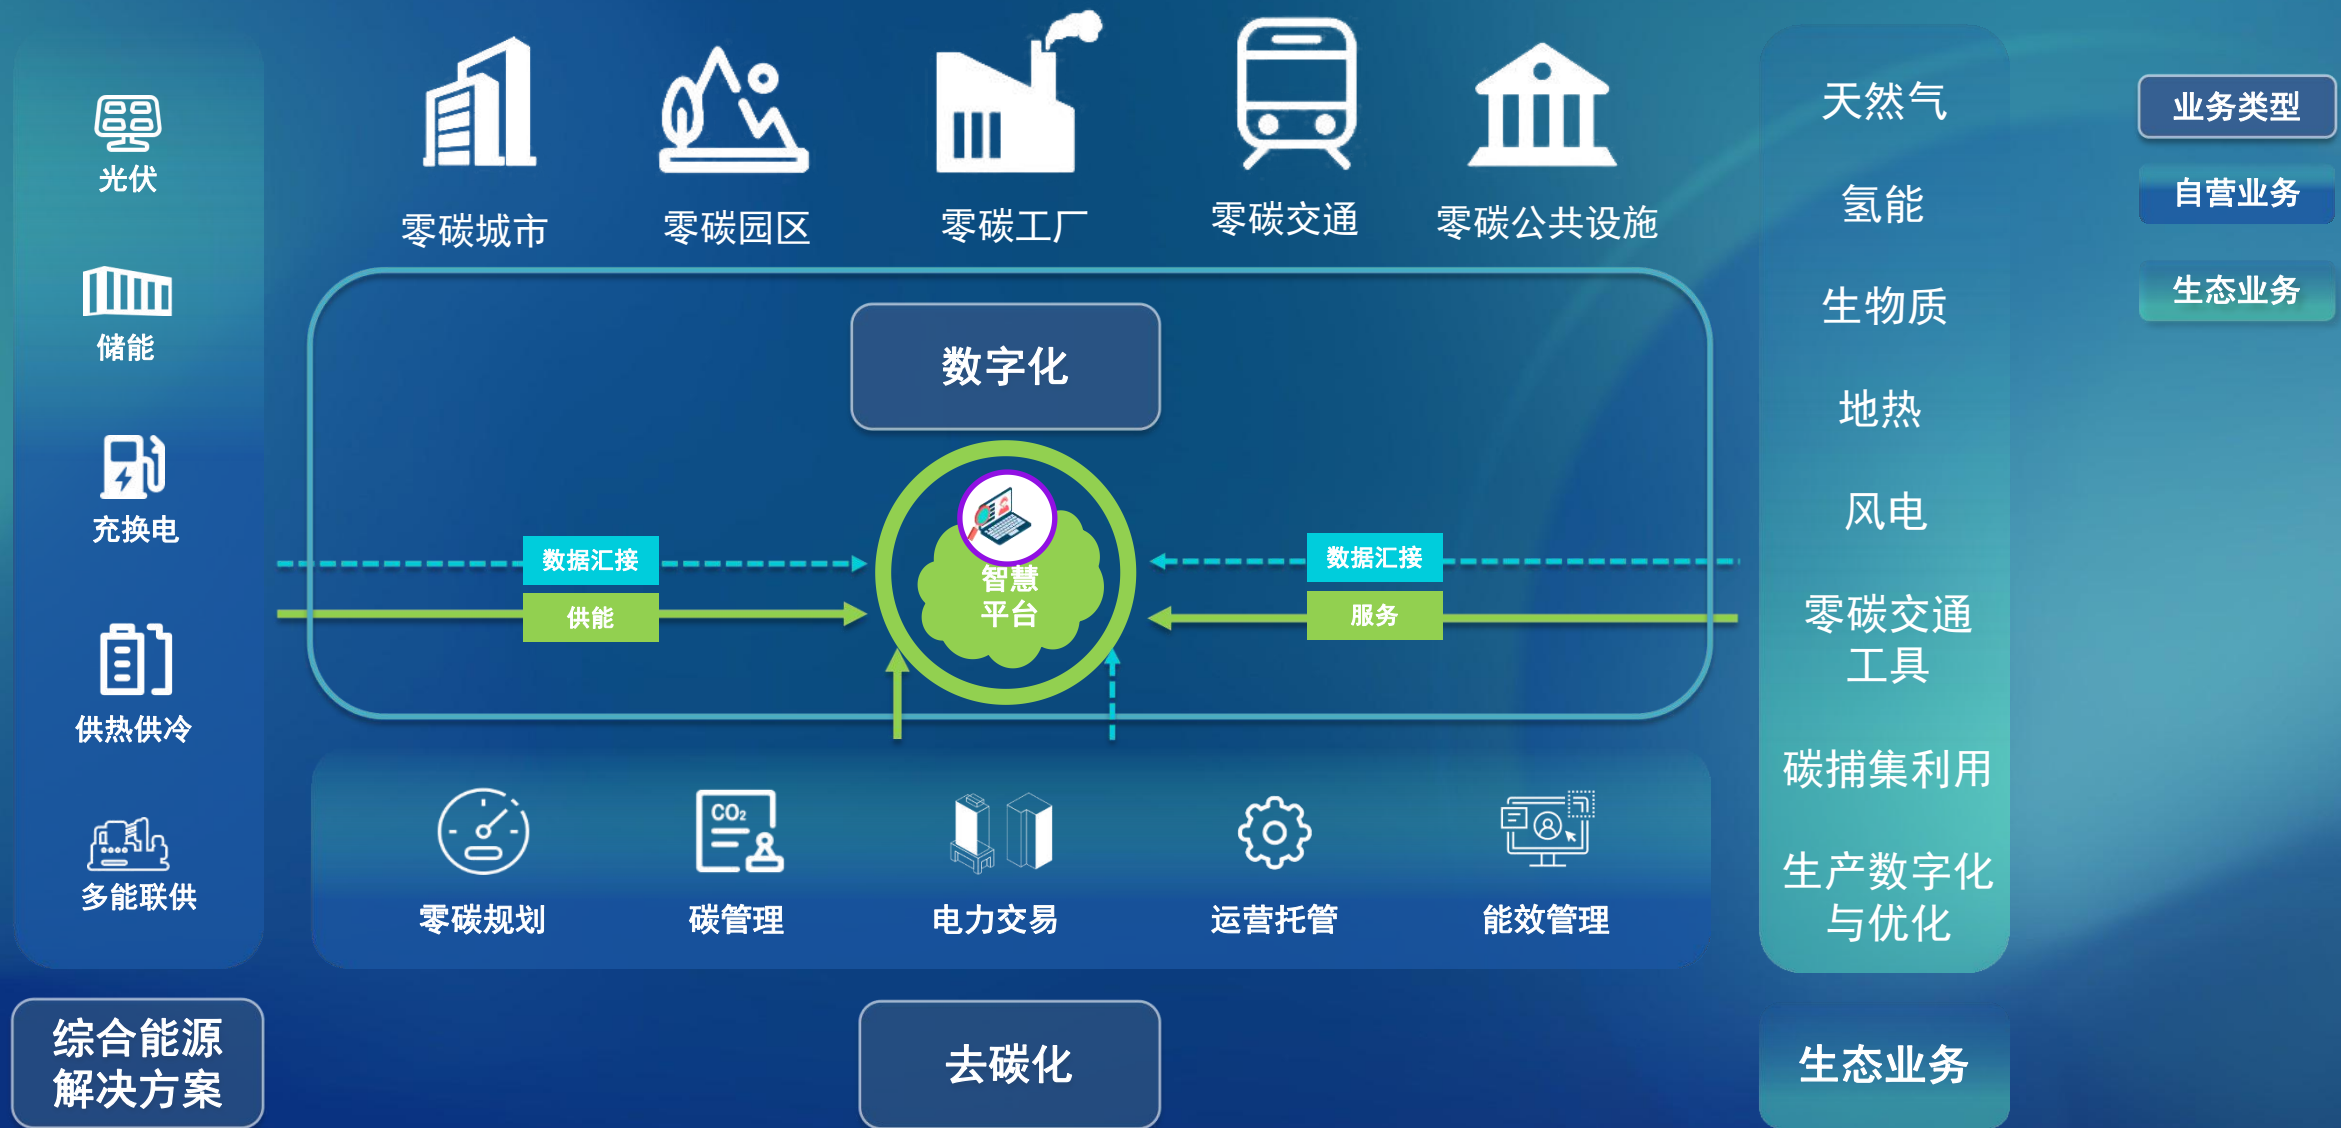 光伏
储能
充换电
供热供冷
多能联供
综合能源
解决方案
零碳城市
零碳园区
零碳工厂
零碳交通
零碳公共设施
数字化
数据汇接
供能
智慧
平台
数据汇接
服务
零碳规划
CO₂
碳管理
电力交易
运营托管
能效管理
去碳化
天然气
氢能
生物质
地热
风电
零碳交通
工具
碳捕集利用
生产数字化
与优化
生态业务
业务类型
自营业务
生态业务